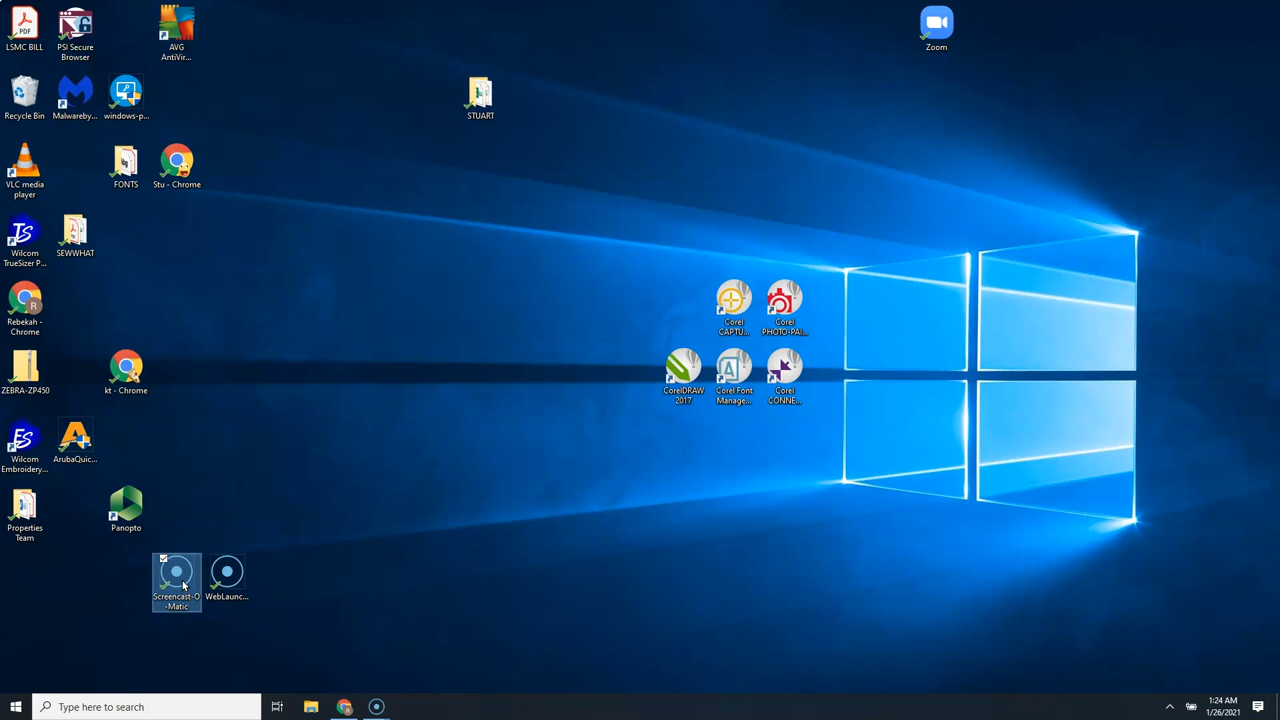 LSMC BILL
PSI Secure
Browser
AVG
AntiVir...
Zoom
Recycle Bin
Malwareby...
windows-p...
STUART
VLC media
player
FONTS
Stu - Chrome
Wilcom
TrueSizer P...
SEWWHAT
Rebekah -
Chrome
Corel
CAPTU...
Corel
PHOTO-PAI...
ZEBRA-ZP450
kt - Chrome
CorelDRAW
2017
Corel Font
Manage...
Corel
CONNE...
Wilcom
Embroidery...
ArubaQuic...
Properties
Team
Panopto
Screencast-O
-Matic
WebLaunc...
Type here to search
1:24 AM
1/26/2021